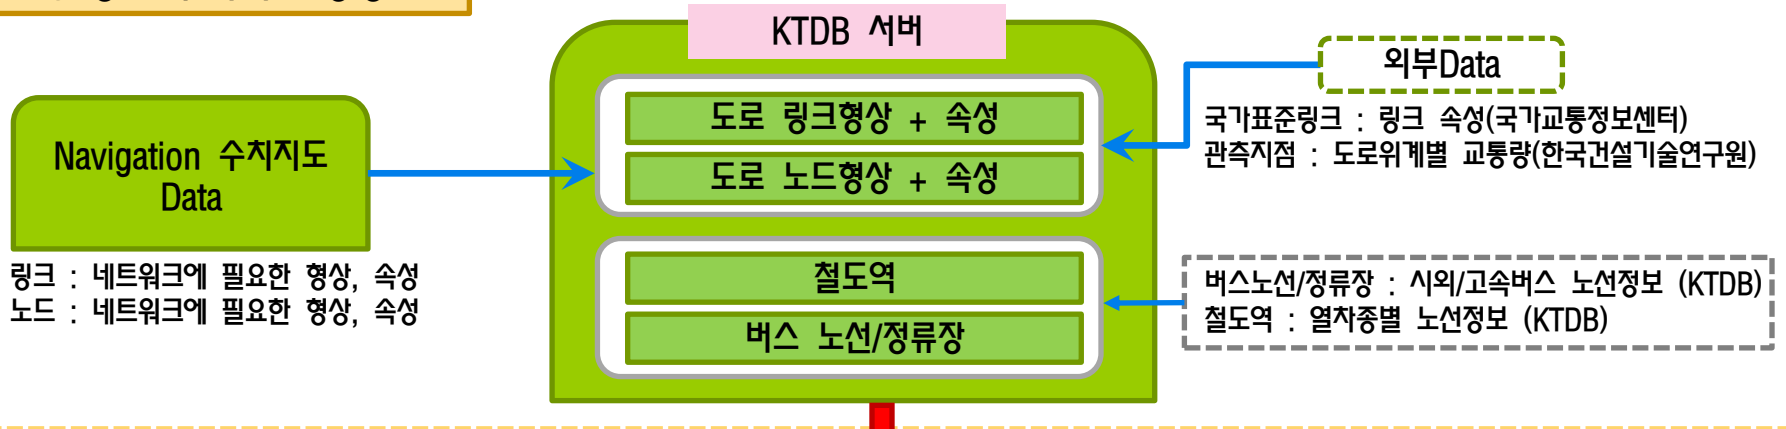 KTDB 서버
외부Data
도로 링크형상 + 속성
도로 노드형상 + 속성
Navigation 수치지도
Data
국가표준링크 : 링크 속성(국가교통정보센터)
관측지점 : 도로위계별 교통량(한국건설기술연구원)
링크 : 네트워크에 필요한 형상, 속성
노드 : 네트워크에 필요한 형상, 속성
철도역
버스 노선/정류장
버스노선/정류장 : 시외/고속버스 노선정보 (KTDB)
철도역 : 열차종별 노선정보 (KTDB)